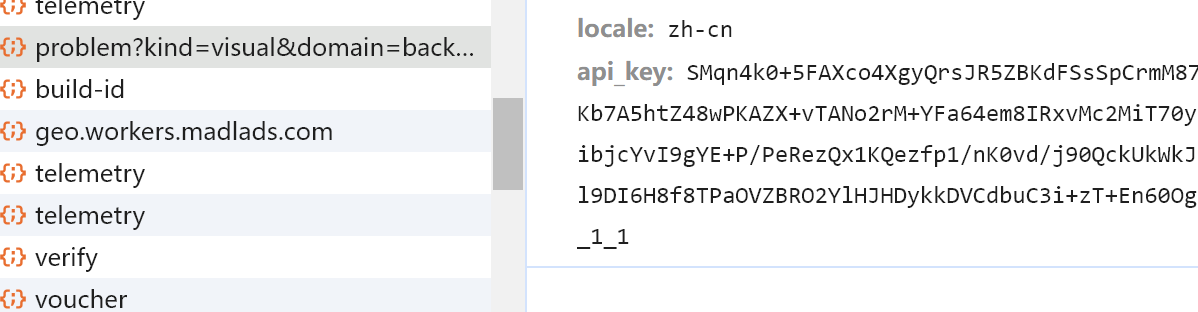 telemetry
problem?kind=visual&domain=back...
build-id
geo.workers.madlads.com
telemetry
telemetry
verify
voucher
locale: zh-cn
api_key: SMqn4k0+5FAXco4XgyQrsJR5ZBKdFSsSpCrmM87
Kb7A5htZ48wPKAZX+vTANo2rM+YFa64em8IRxvMc2MiT70y
ibjcYvI9gYE+P/PeRezQx1KQezfp1/nK0vd/j90QckUkWkJ
l9DI6H8f8TPaOVZBRO2YlHJHDykkDVCdbuC3i+zT+En60Og
_1_1